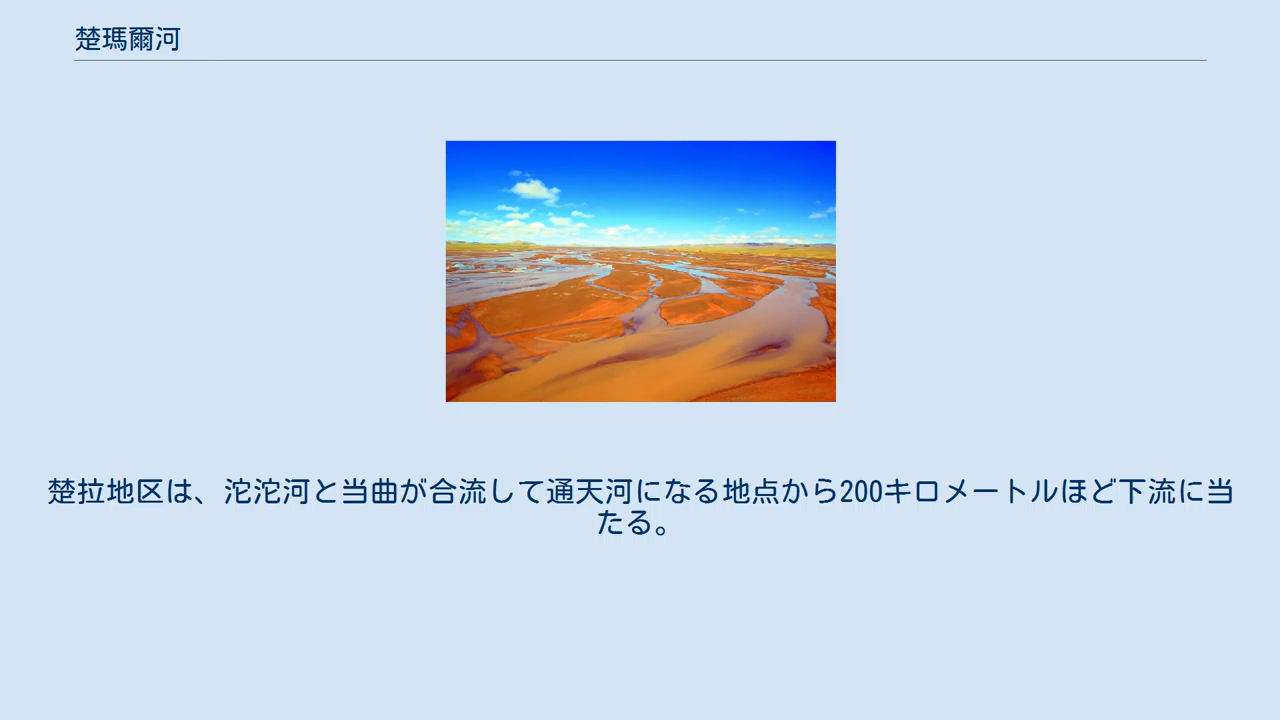 楚瑪爾河
楚拉地区は、沱沱河と当曲が合流して通天河になる地点から200キロメートルほど下流に当
たる。